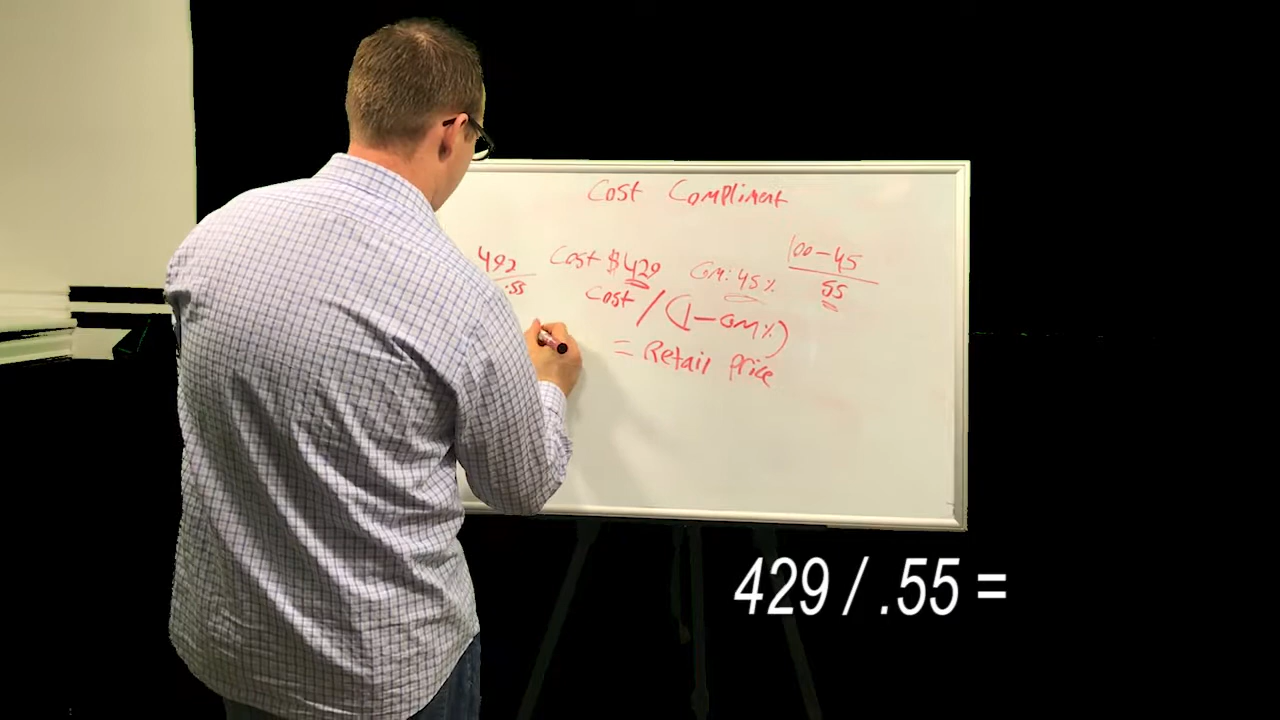 Cost Compliment
492
.55
Cost $429
GM: 45%
100-45
55
Cost / (1-GM%)
= Retail Price
429 / .55 =